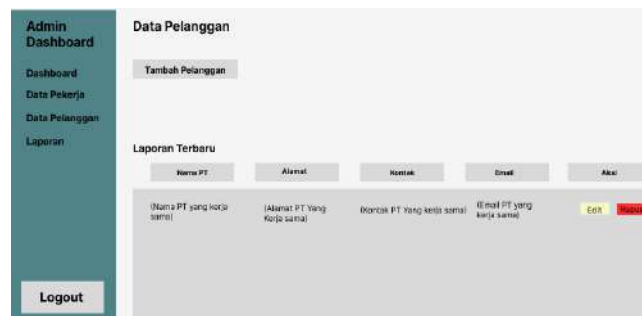 Admin
Dashboard
Dashboard
Data Pekerja
Data Pelanggan
Laporan
Logout
Data Pelanggan
Tambah Pelanggan
Laporan Terbaru
Nama PT
Alamat
Kontak
Email
Aksi
(Nama PT yang kerja
sama)
(Alamat PT Yang
Kerja sama)
(Kontak PT Yang kerja sama)
(Email PT yang
kerja sama)
Edit